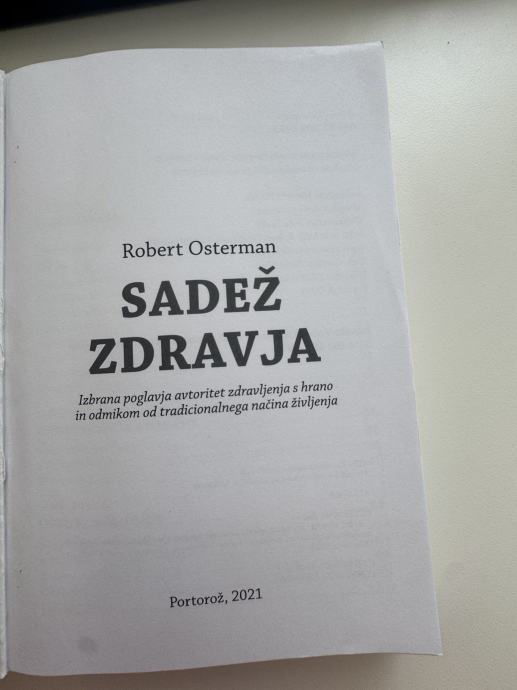 Robert Osterman
SADEŽ
ZDRAVJA
Izbrana poglavja avtoritet zdravljenja s hrano
in odmikom od tradicionalnega načina življenja
Portorož, 2021